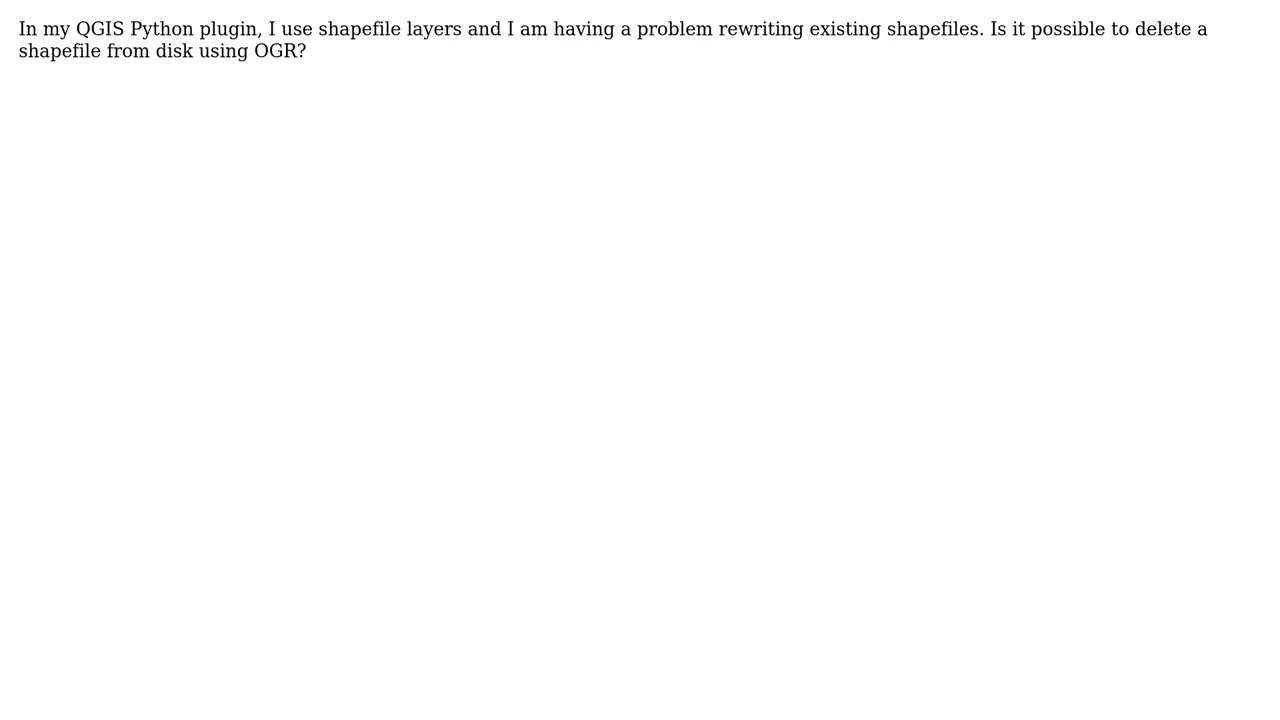 In my QGIS Python plugin, I use shapefile layers and I am having a problem rewriting existing shapefiles. Is it possible to delete a
shapefile from disk using OGR?